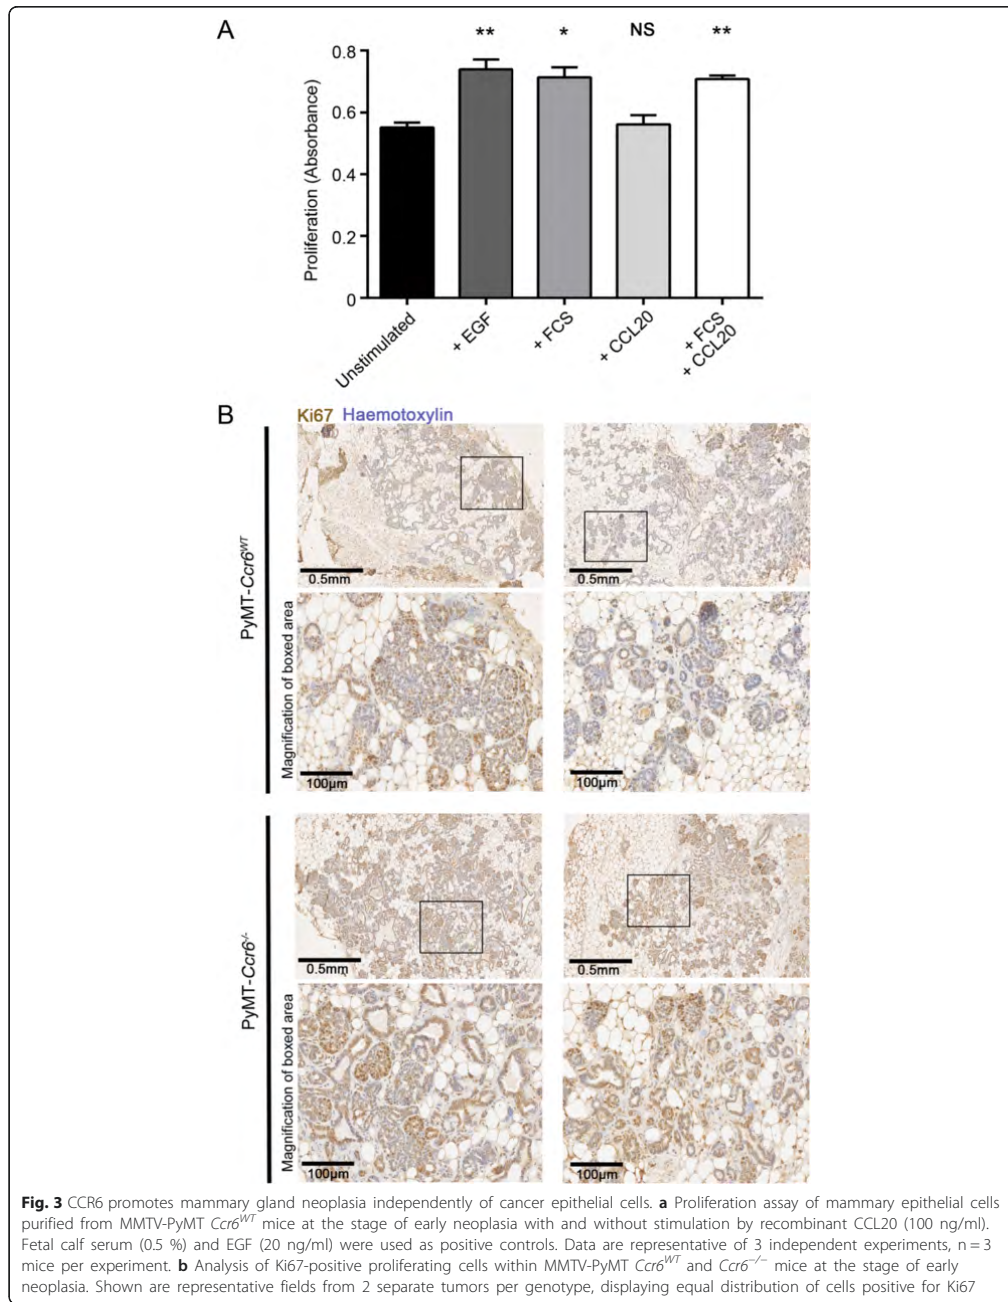 A
** * NS **
Proliferation (Absorbance)
0.8
0.6
0.4
0.2
0
Unstimulated
+ EGF
+ FCS
+ CCL20
+ FCS
+ CCL20
B
Ki67 Haemotoxylin
PyMT-Ccr6WT
0.5mm 0.5mm
Magnification of boxed area
100µm 100µm
PyMT-Ccr6-/-
0.5mm 0.5mm
Magnification of boxed area
100µm 100µm
Fig. 3 CCR6 promotes mammary gland neoplasia independently of cancer epithelial cells. a Proliferation assay of mammary epithelial cells
purified from MMTV-PyMT Ccr6WT mice at the stage of early neoplasia with and without stimulation by recombinant CCL20 (100 ng/ml).
Fetal calf serum (0.5 %) and EGF (20 ng/ml) were used as positive controls. Data are representative of 3 independent experiments, n = 3
mice per experiment. b Analysis of Ki67-positive proliferating cells within MMTV-PyMT Ccr6WT and Ccr6−/− mice at the stage of early
neoplasia. Shown are representative fields from 2 separate tumors per genotype, displaying equal distribution of cells positive for Ki67